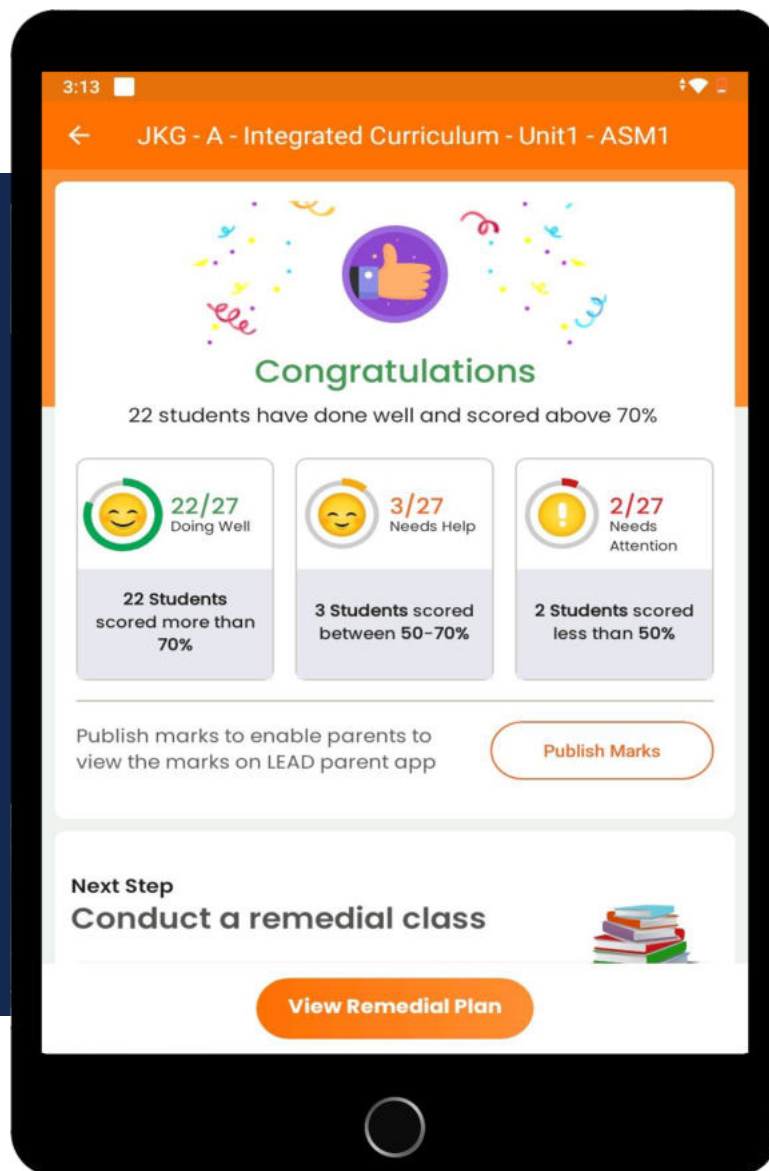 3:13
JKG - A - Integrated Curriculum - Unit1 - ASM1
Congratulations
22 students have done well and scored above 70%
22/27
Doing Well
22 Students
scored more than
70%
3/27
Needs Help
3 Students scored
between 50-70%
2/27
Needs
Attention
2 Students scored
less than 50%
Publish marks to enable parents to
view the marks on LEAD parent app
Publish Marks
Next Step
Conduct a remedial class
View Remedial Plan